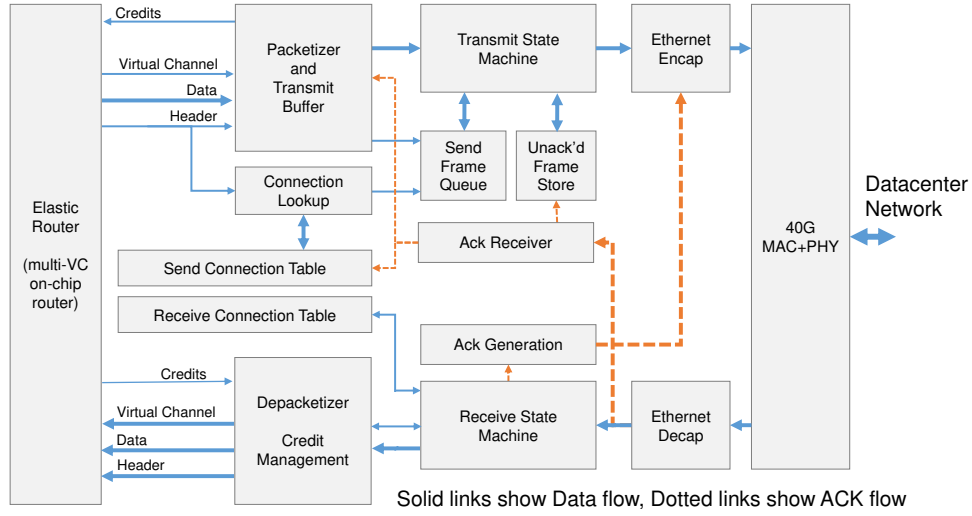 Credits
Virtual Channel
Data
Header
Packetizer
and
Transmit
Buffer
Transmit State
Machine
Ethernet
Encap
Send
Frame
Queue
Unack'd
Frame
Store
Connection
Lookup
Elastic
Router
(multi-VC
on-chip
router)
Ack Receiver
Send Connection Table
Receive Connection Table
40G
MAC+PHY
Datacenter
Network
Ack Generation
Credits
Virtual Channel
Data
Header
Depacketizer
Credit
Management
Receive State
Machine
Ethernet
Decap
Solid links show Data flow, Dotted links show ACK flow